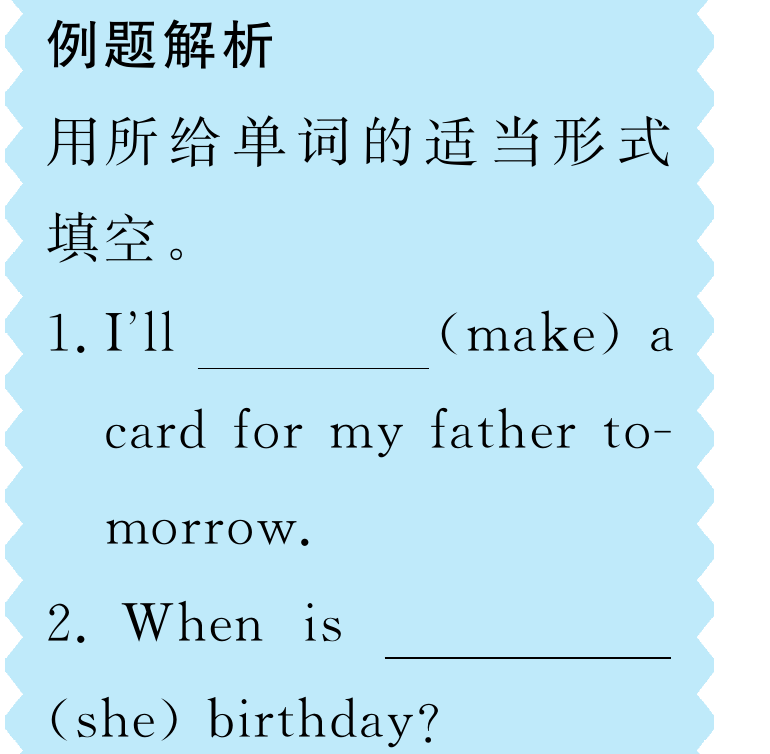 例题解析
用所给单词的适当形式
填空。
1. I’ll ________ (make) a
card for my father to-
morrow.
2. When is ________
(she) birthday?